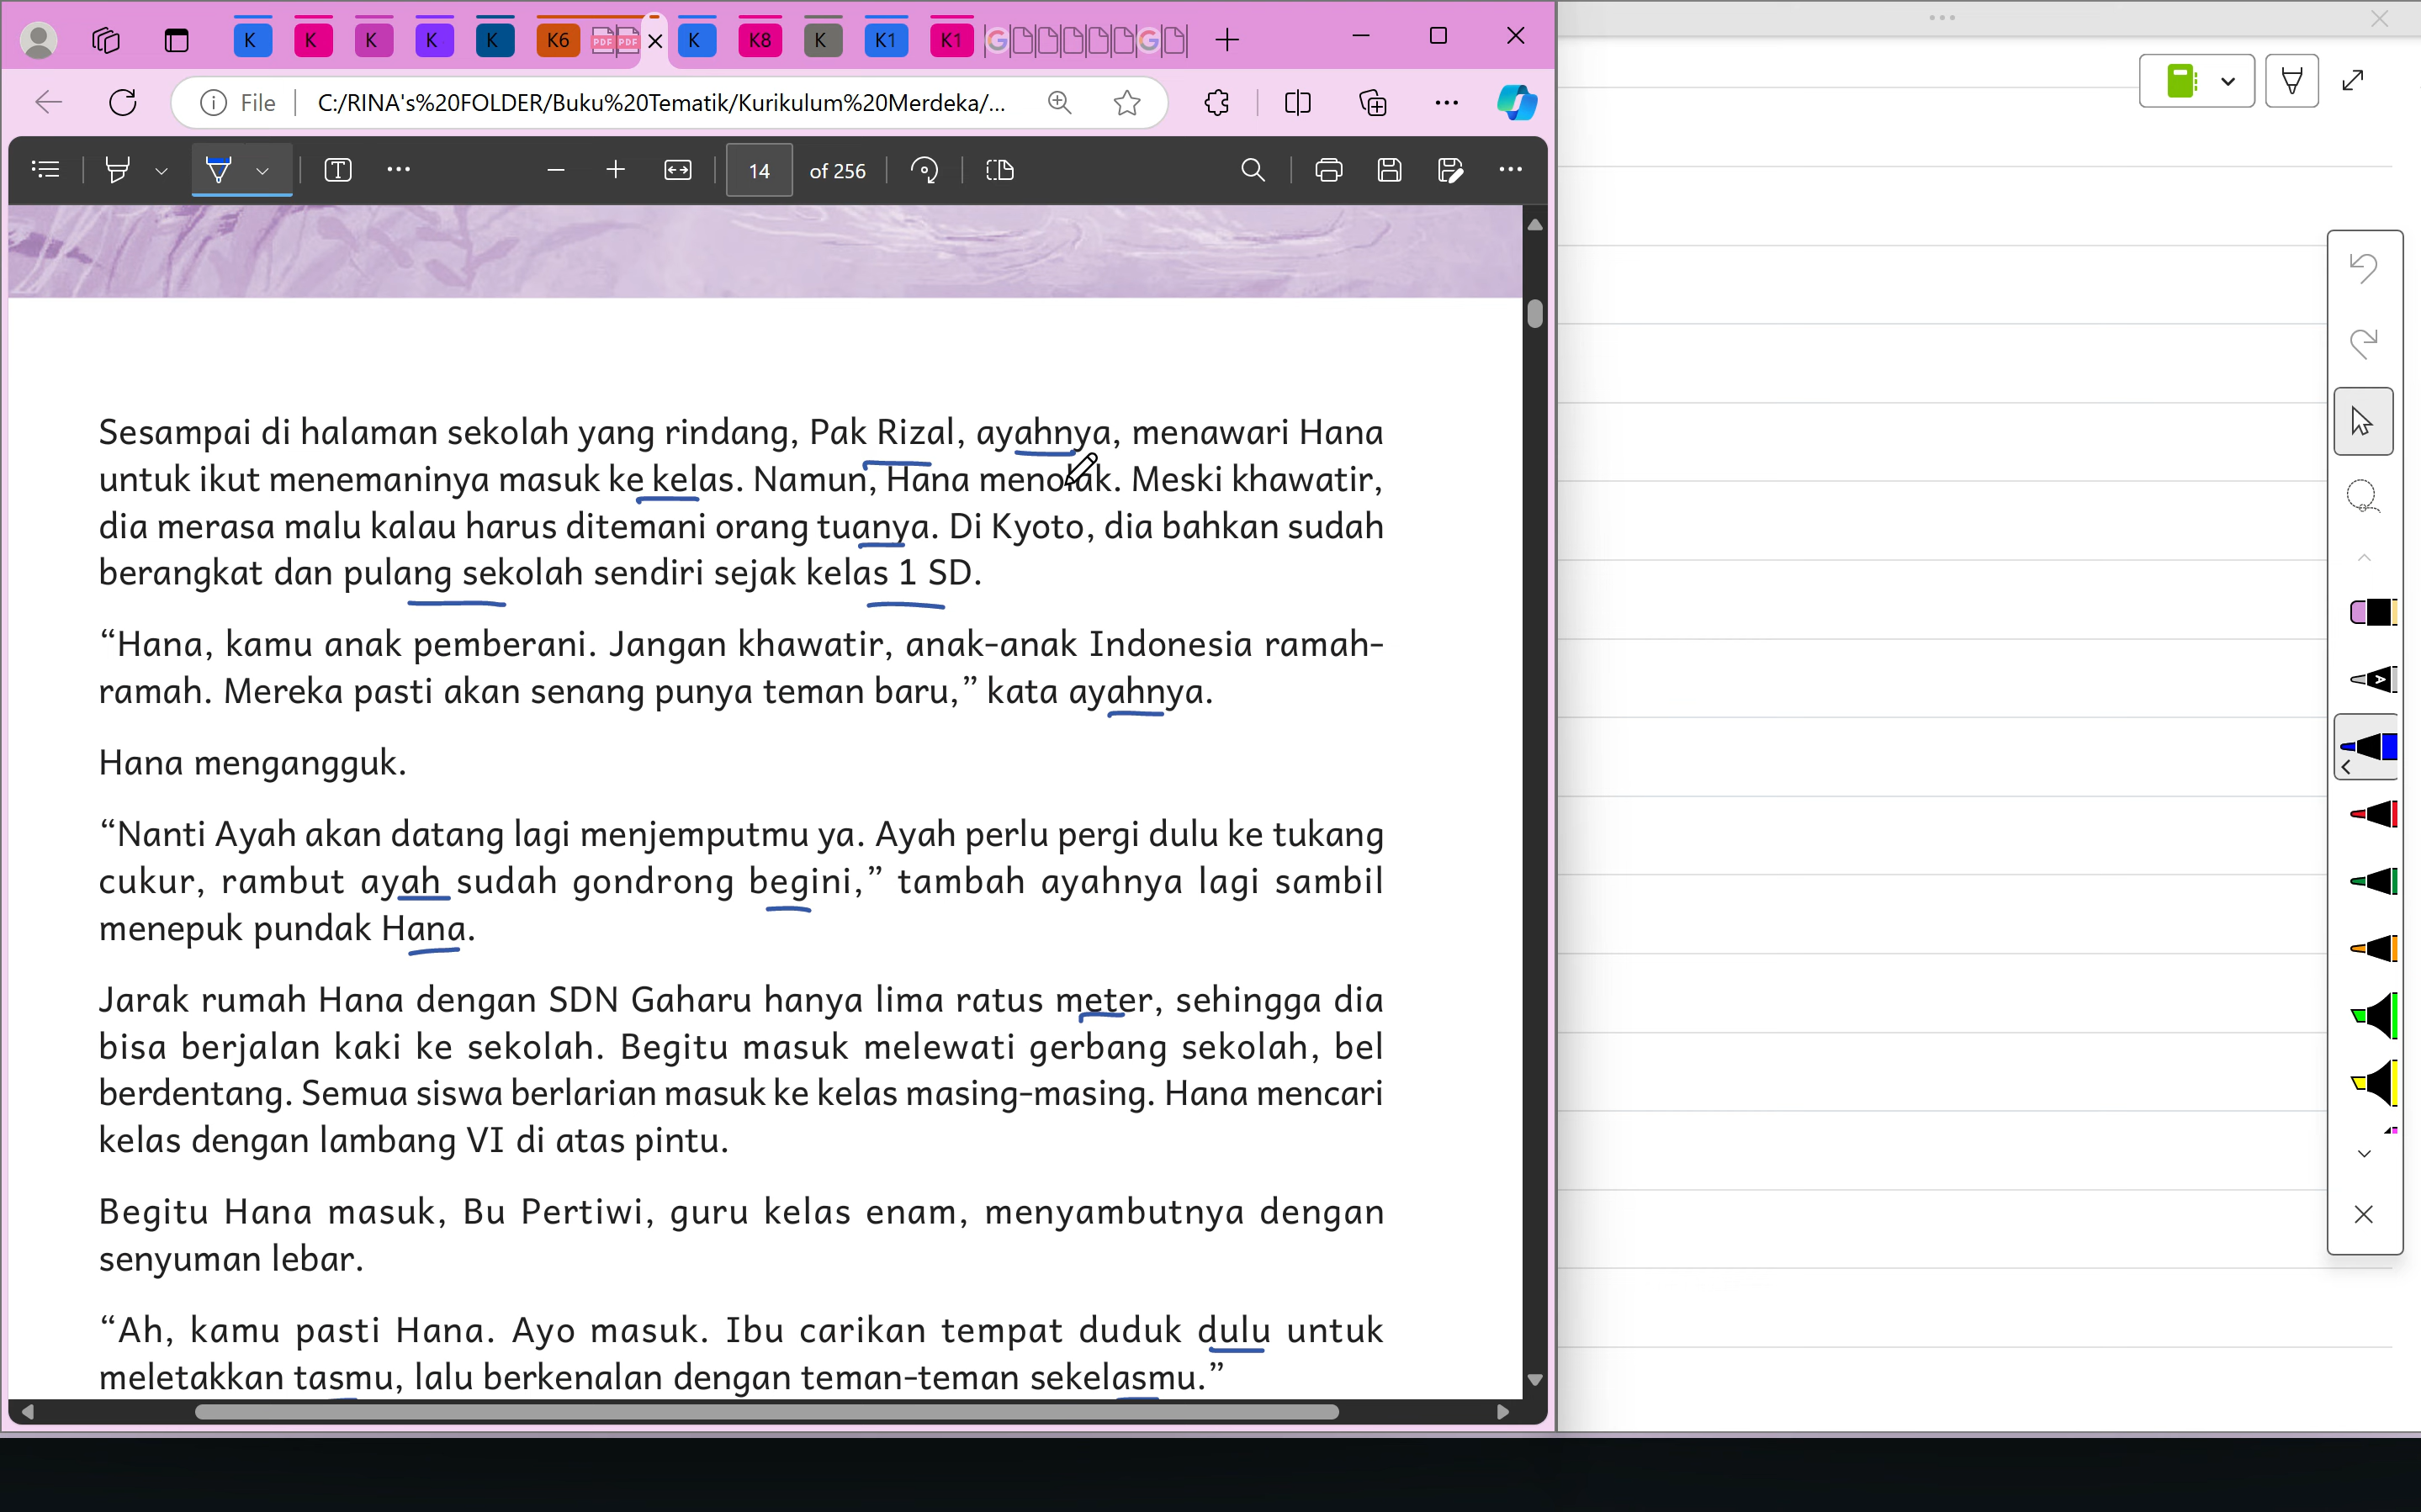 K K K K K K6 PDF PDF K K8 K K1 K1 G G
File C:/RINA's%20FOLDER/Buku%20Tematik/Kurikulum%20Merdeka/...
14 of 256
Sesampai di halaman sekolah yang rindang, Pak Rizal, ayahnya, menawari Hana
untuk ikut menemaninya masuk ke kelas. Namun, Hana menolak. Meski khawatir,
dia merasa malu kalau harus ditemani orang tuanya. Di Kyoto, dia bahkan sudah
berangkat dan pulang sekolah sendiri sejak kelas 1 SD.
“Hana, kamu anak pemberani. Jangan khawatir, anak-anak Indonesia ramah-
ramah. Mereka pasti akan senang punya teman baru,” kata ayahnya.
Hana mengangguk.
“Nanti Ayah akan datang lagi menjemputmu ya. Ayah perlu pergi dulu ke tukang
cukur, rambut ayah sudah gondrong begini,” tambah ayahnya lagi sambil
menepuk pundak Hana.
Jarak rumah Hana dengan SDN Gaharu hanya lima ratus meter, sehingga dia
bisa berjalan kaki ke sekolah. Begitu masuk melewati gerbang sekolah, bel
berdentang. Semua siswa berlarian masuk ke kelas masing-masing. Hana mencari
kelas dengan lambang VI di atas pintu.
Begitu Hana masuk, Bu Pertiwi, guru kelas enam, menyambutnya dengan
senyuman lebar.
“Ah, kamu pasti Hana. Ayo masuk. Ibu carikan tempat duduk dulu untuk
meletakkan tasmu, lalu berkenalan dengan teman-teman sekelasmu.”